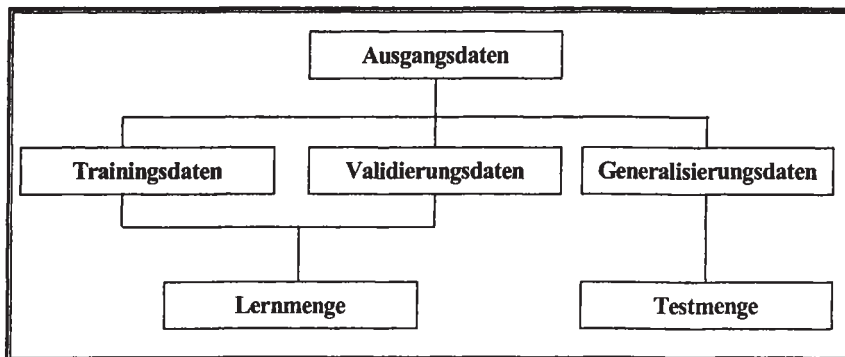 Ausgangsdaten
Trainingsdaten
Validierungsdaten
Generalisierungsdaten
Lernmenge
Testmenge